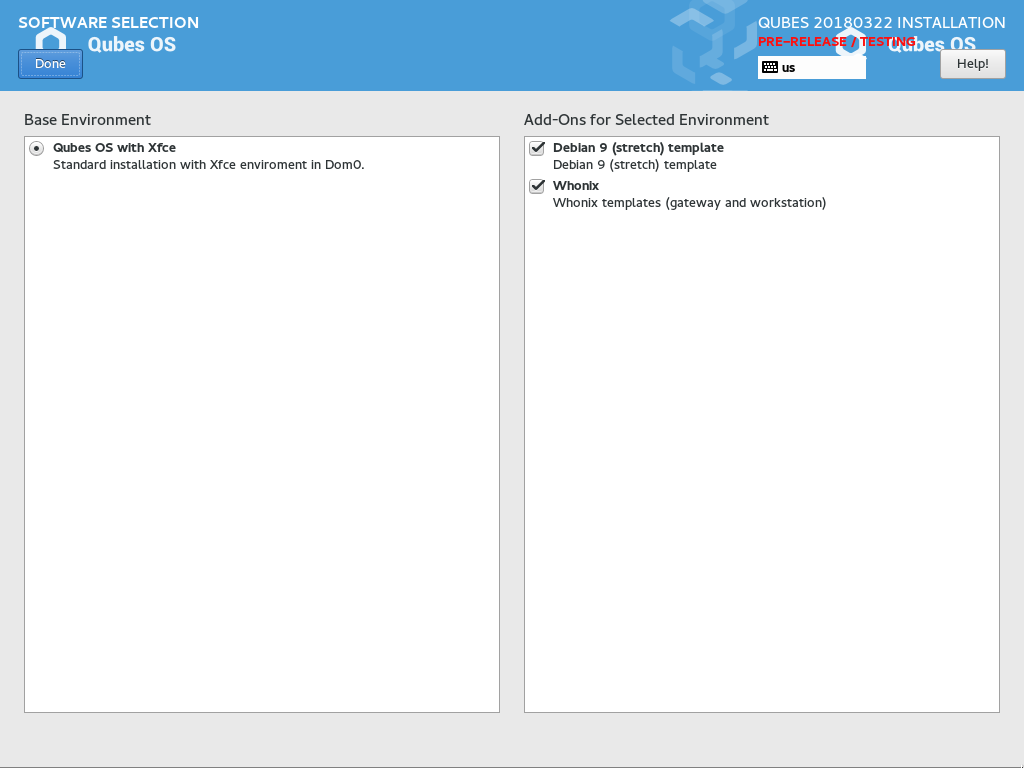 SOFTWARE SELECTION
Qubes OS
Done
QUBES 20180322 INSTALLATION
PRE-RELEASE / TESTING
Qubes OS
us
Help!
Base Environment
Qubes OS with Xfce
Standard installation with Xfce enviroment in Dom0.
Add-Ons for Selected Environment
Debian 9 (stretch) template
Debian 9 (stretch) template
Whonix
Whonix templates (gateway and workstation)